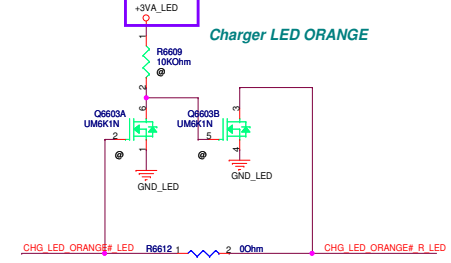 +3VA_LED
Charger LED ORANGE
1
R6609
10KOhm
@
2
Q6603A
UM6K1N
6
2
1
@
GND_LED
Q6603B
UM6K1N
3
5
4
@
GND_LED
CHG_LED_ORANGE#_LED
R6612 1
2 0Ohm
CHG_LED_ORANGE#_R_LED